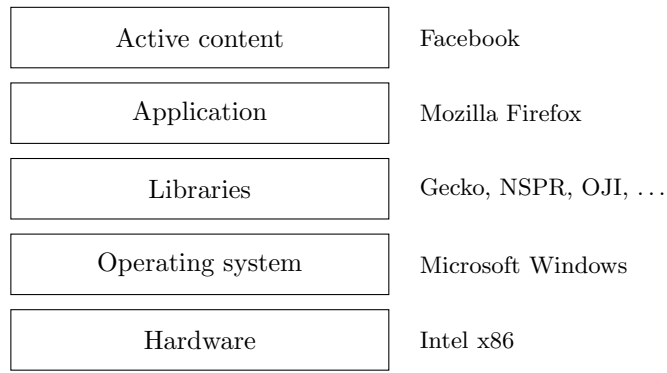 Active content Facebook
Application Mozilla Firefox
Libraries Gecko, NSPR, OJI, ...
Operating system Microsoft Windows
Hardware Intel x86